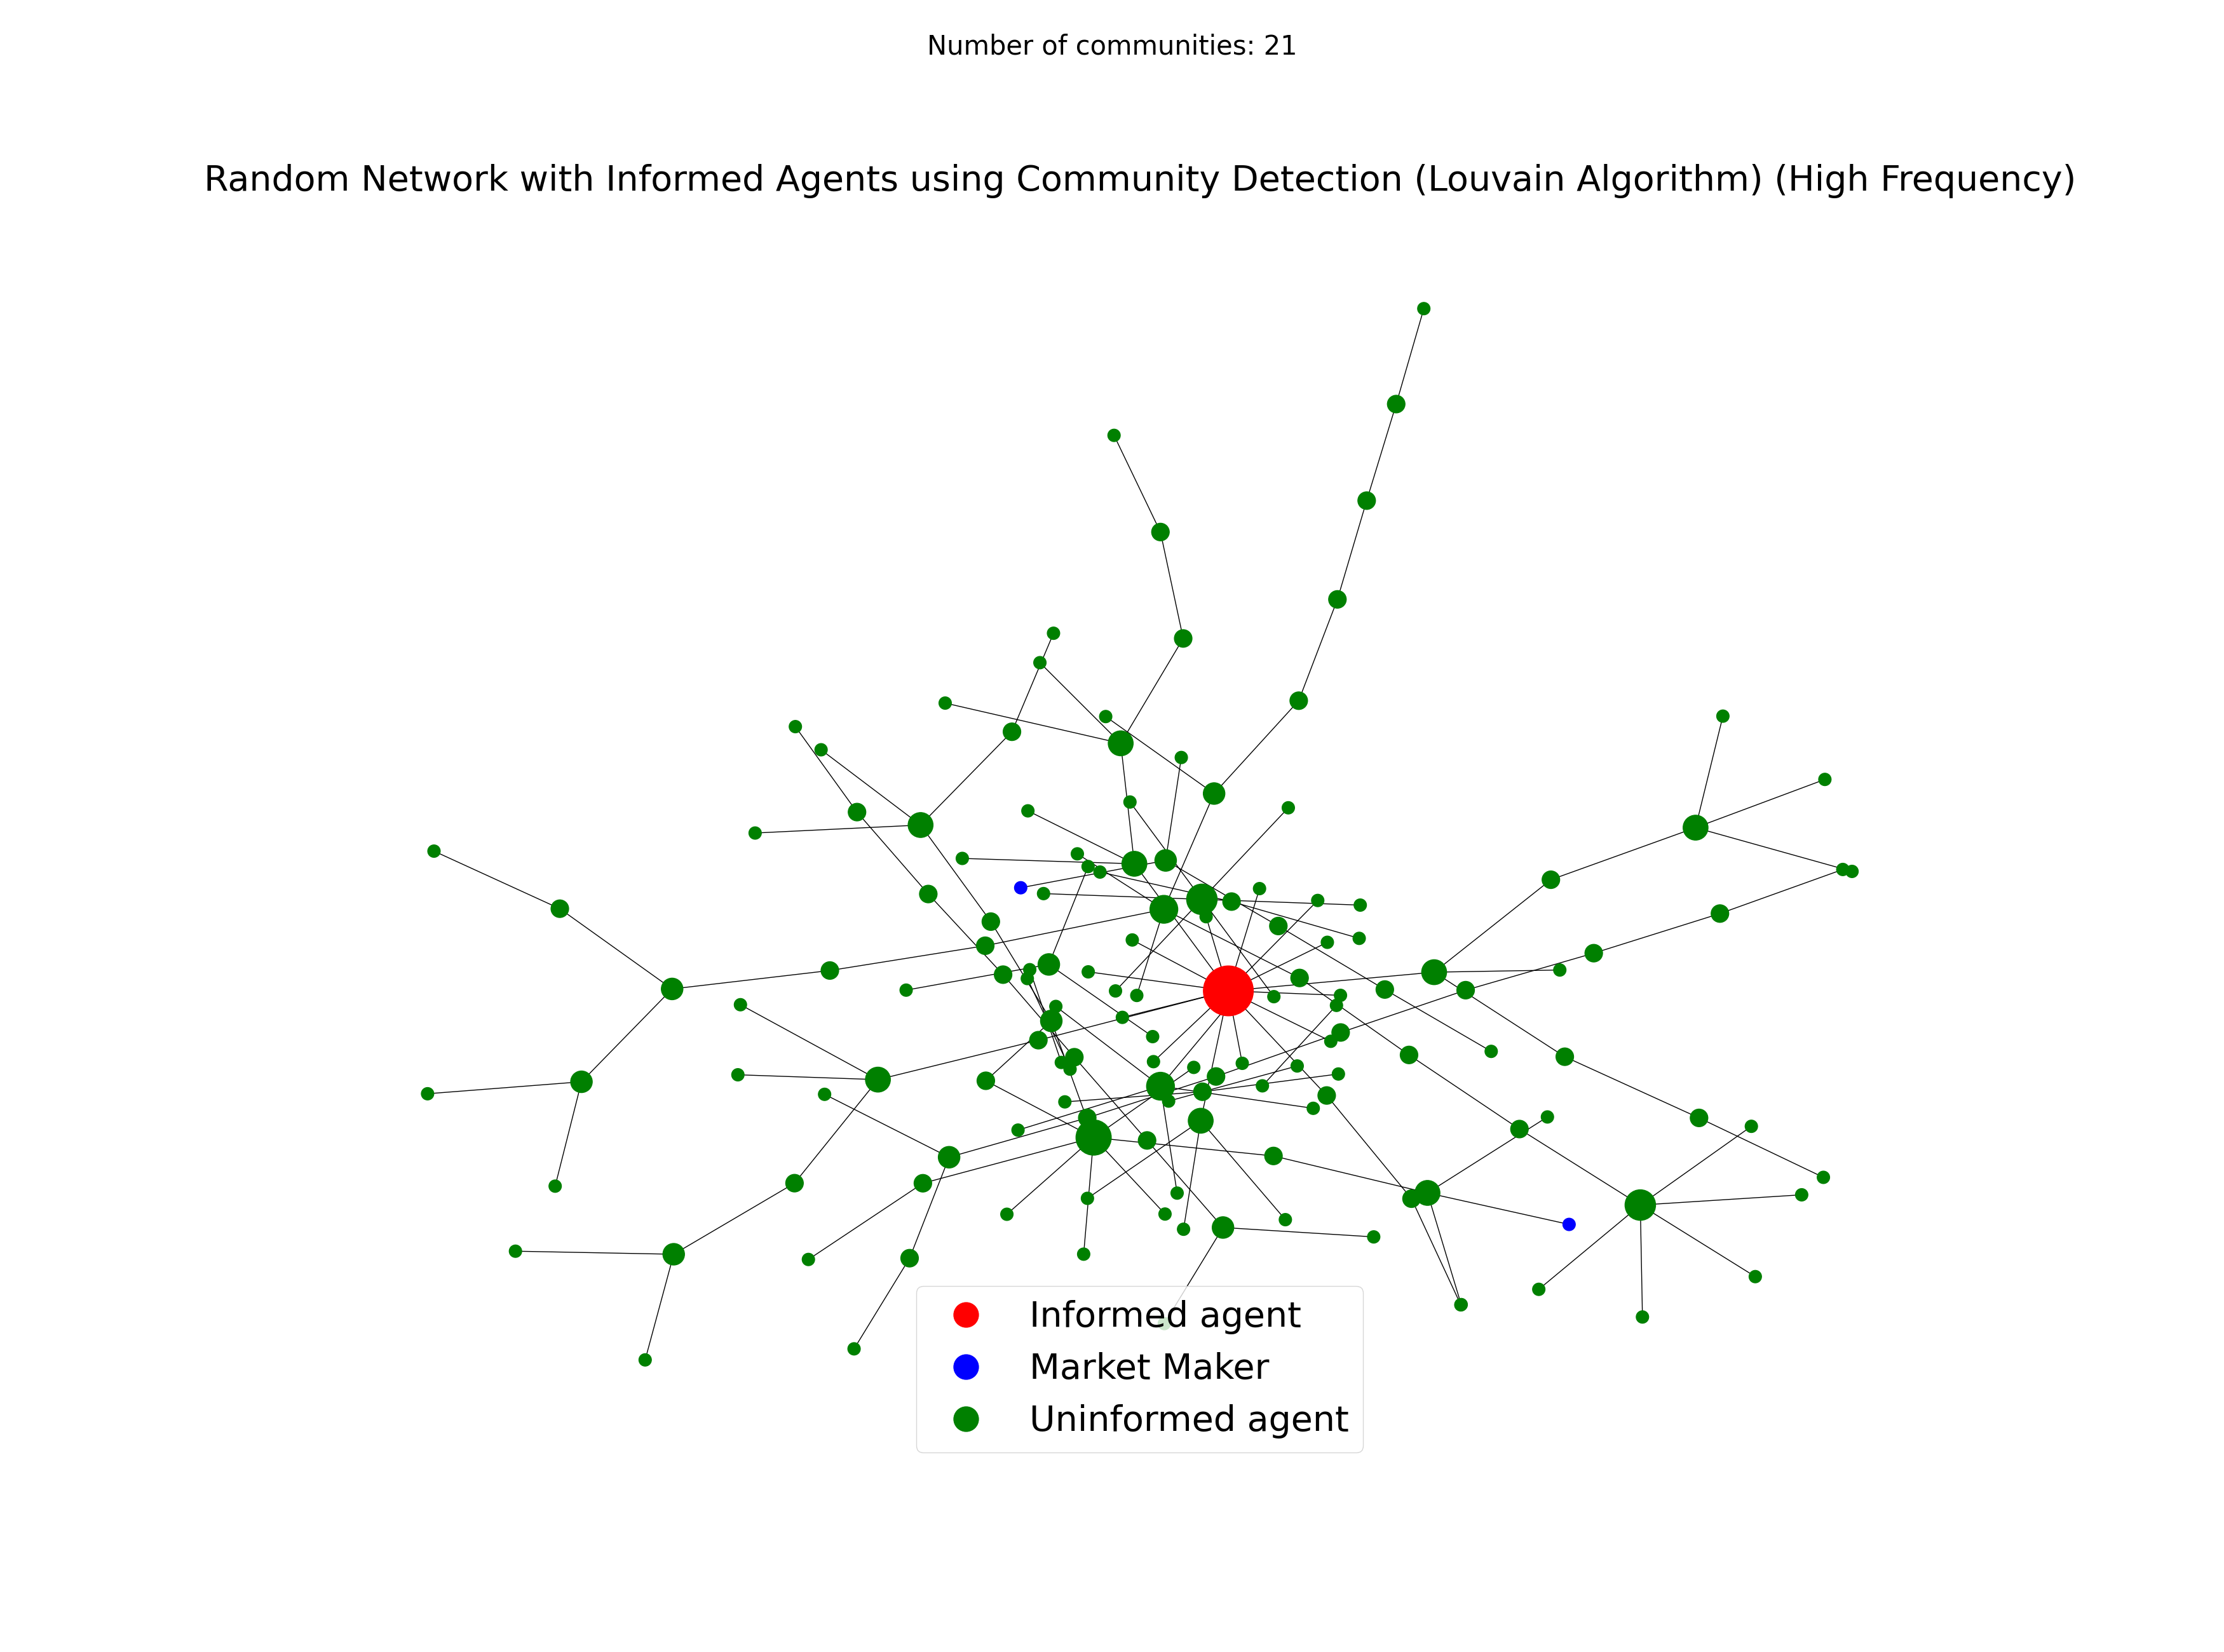 Number of communities: 21
Random Network with Informed Agents using Community Detection (Louvain Algorithm) (High Frequency)
Informed agent
Market Maker
Uninformed agent